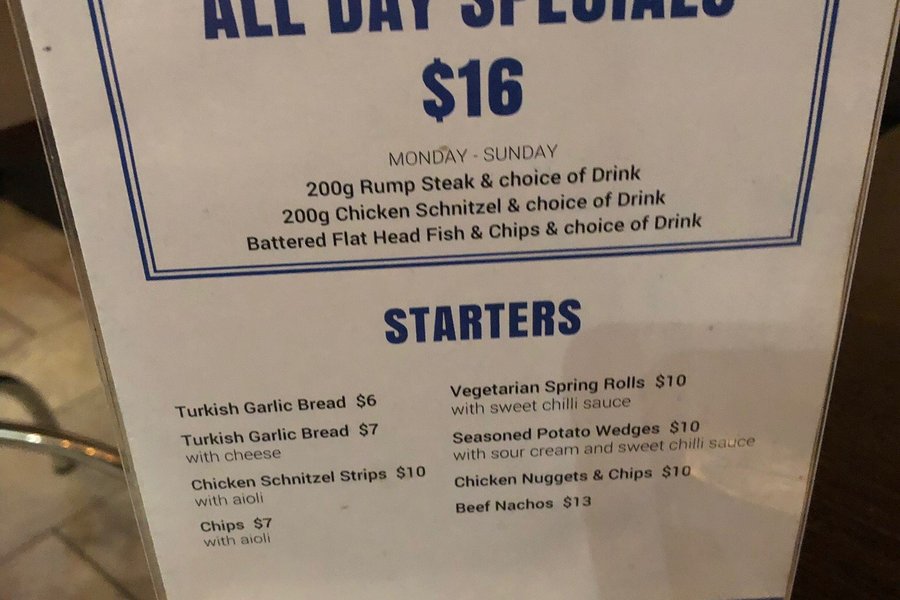 ALL DAY SPECIALS
$16
MONDAY - SUNDAY
200g Rump Steak & choice of Drink
200g Chicken Schnitzel & choice of Drink
Battered Flat Head Fish & Chips & choice of Drink
STARTERS
Turkish Garlic Bread $6
Turkish Garlic Bread $7
with cheese
Chicken Schnitzel Strips $10
with aioli
Chips $7
with aioli
Vegetarian Spring Rolls $10
with sweet chilli sauce
Seasoned Potato Wedges $10
with sour cream and sweet chilli sauce
Chicken Nuggets & Chips $10
Beef Nachos $13